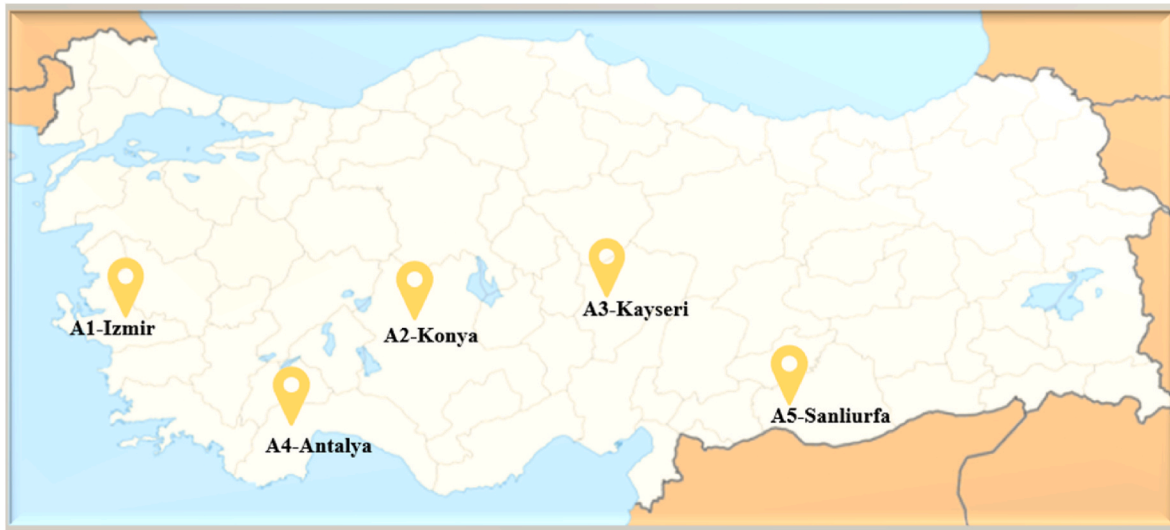 A1-Izmir
A2-Konya
A3-Kayseri
A4-Antalya
A5-Sanliurfa